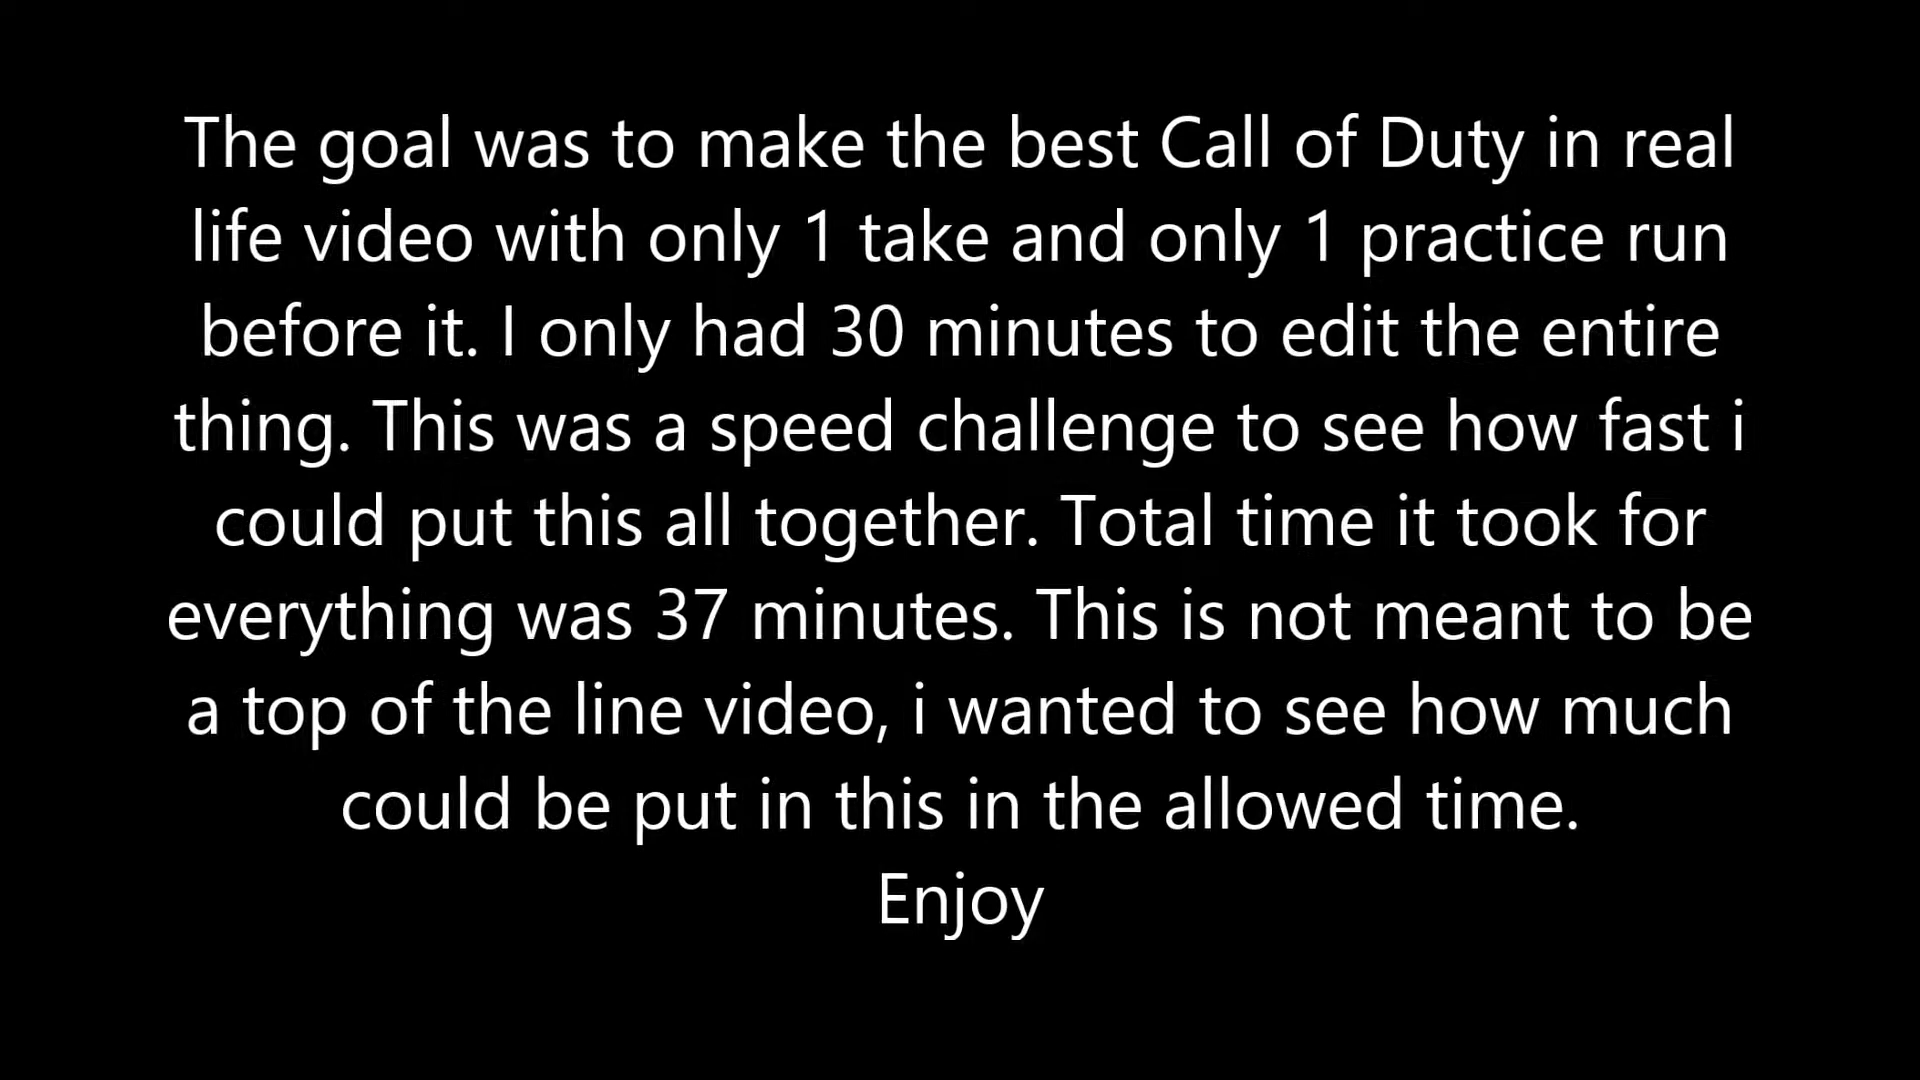 The goal was to make the best Call of Duty in real
life video with only 1 take and only 1 practice run
before it. I only had 30 minutes to edit the entire
thing. This was a speed challenge to see how fast i
could put this all together. Total time it took for
everything was 37 minutes. This is not meant to be
a top of the line video, i wanted to see how much
could be put in this in the allowed time.
Enjoy